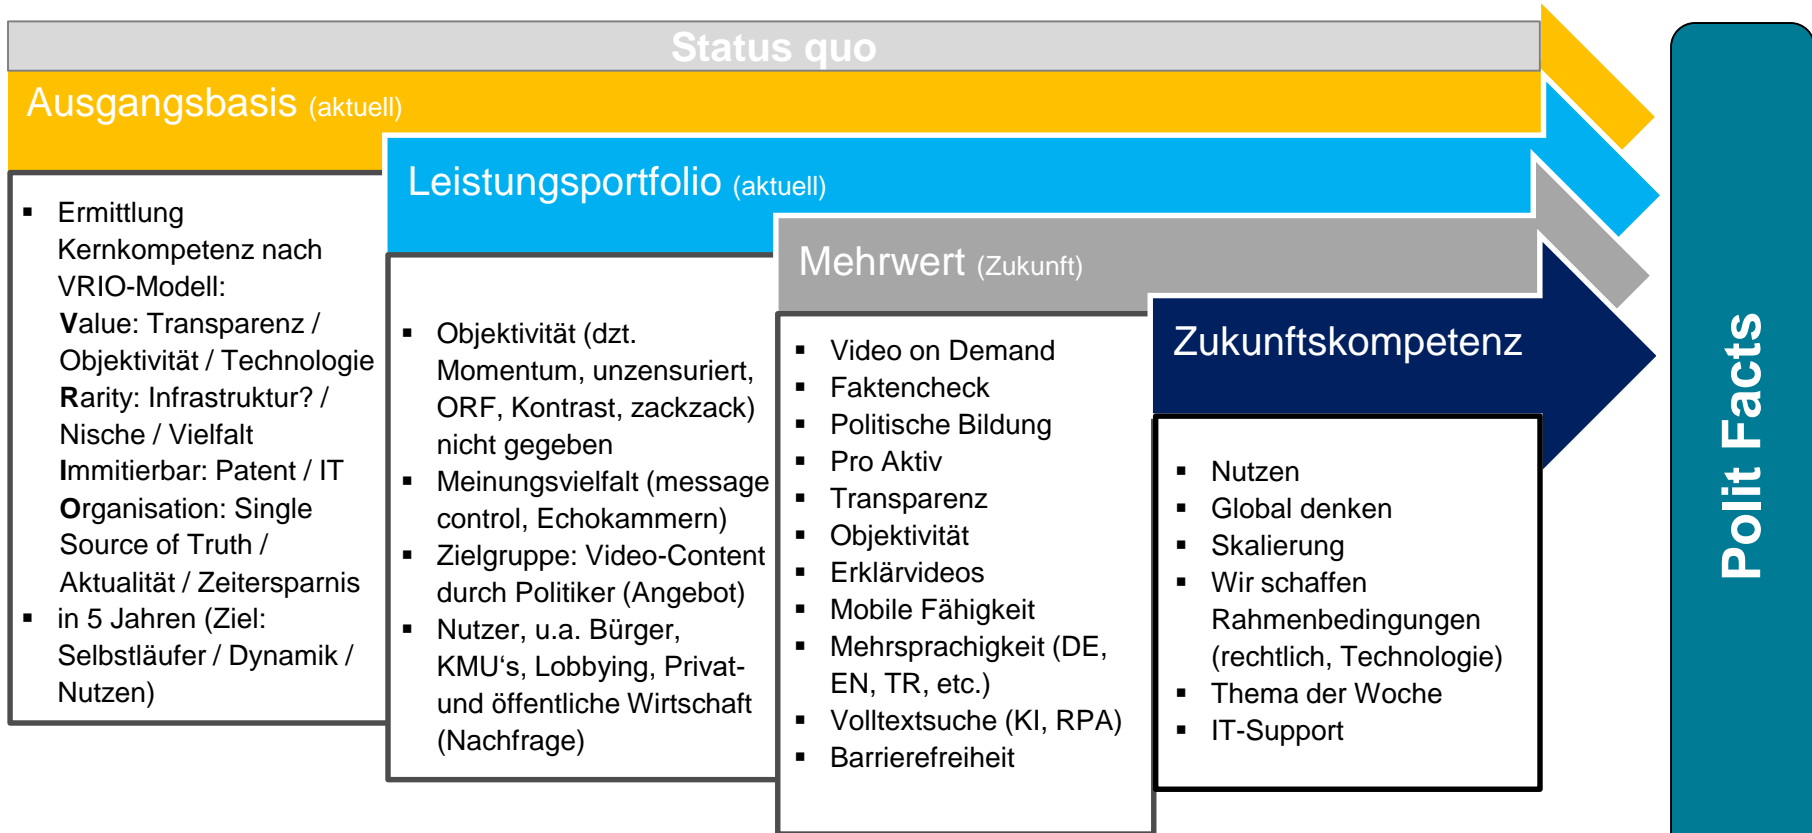 Status quo
Ausgangsbasis (aktuell)
▪ Ermittlung
Kernkompetenz nach
VRIO-Modell:
Value: Transparenz /
Objektivität / Technologie
Rarity: Infrastruktur? /
Nische / Vielfalt
Immitierbar: Patent / IT
Organisation: Single
Source of Truth /
Aktualität / Zeitersparnis
▪ in 5 Jahren (Ziel:
Selbstläufer / Dynamik /
Nutzen)
Leistungsportfolio (aktuell)
▪ Objektivität (dzt.
Momentum, unzensuriert,
ORF, Kontrast, zackzack)
nicht gegeben
▪ Meinungsvielfalt (message
control, Echokammern)
▪ Zielgruppe: Video-Content
durch Politiker (Angebot)
▪ Nutzer, u.a. Bürger,
KMU‘s, Lobbying, Privat-
und öffentliche Wirtschaft
(Nachfrage)
Mehrwert (Zukunft)
▪ Video on Demand
▪ Faktencheck
▪ Politische Bildung
▪ Pro Aktiv
▪ Transparenz
▪ Objektivität
▪ Erklärvideos
▪ Mobile Fähigkeit
▪ Mehrsprachigkeit (DE,
EN, TR, etc.)
▪ Volltextsuche (KI, RPA)
▪ Barrierefreiheit
Zukunftskompetenz
▪ Nutzen
▪ Global denken
▪ Skalierung
▪ Wir schaffen
Rahmenbedingungen
(rechtlich, Technologie)
▪ Thema der Woche
▪ IT-Support
Polit Facts